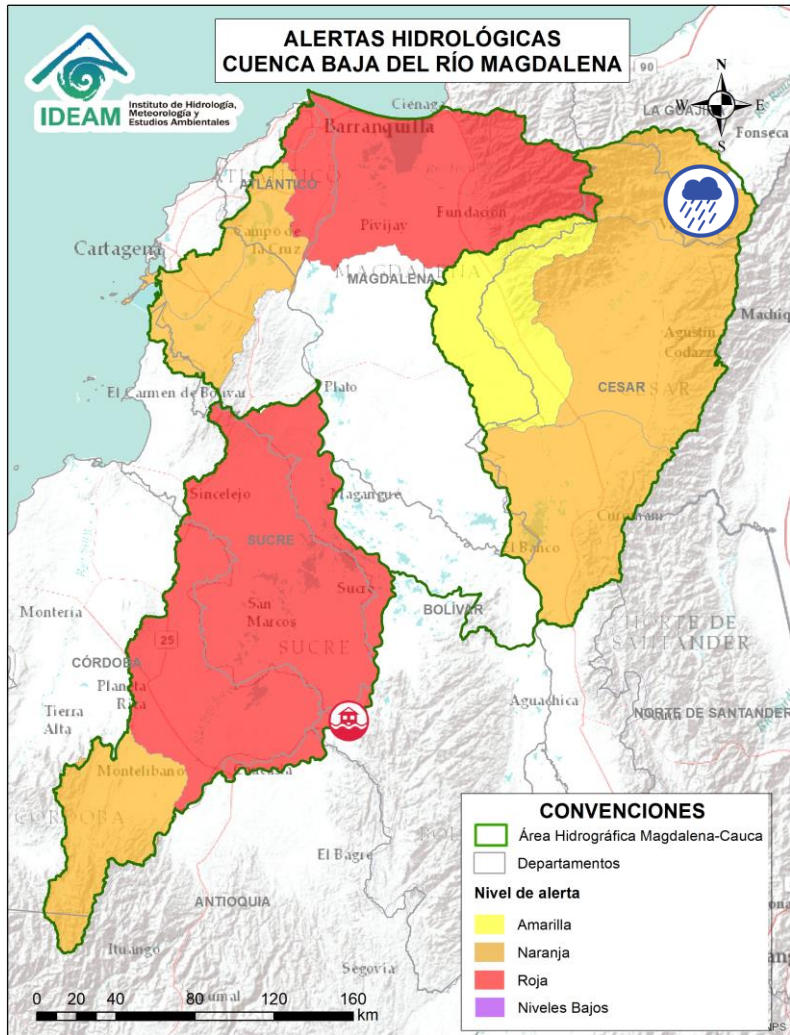 ALERTAS HIDROLÓGICAS
CUENCA BAJA DEL RÍO MAGDALENA
IDEAM
Instituto de Hidrología,
Meteorología y
Estudios Ambientales
N
W E
S
90
LA GUAJIRA
Fonseca
Ciénaga
Barranquilla
ATLÁNTICO
Pivijay
Fundación
Campo de
la Cruz
Cartagena
MAGDALENA
MAGDALENA
Agustín
Codazzi
CESAR
El Carmen de Bolívar
Plato
Sincelejo
Magangue
SUCRE
El Banco
Sucre
San
Marcos
BOLÍVAR
SUCRE
Montería
25
CÓRDOBA
Planeta
Rica
Tierra
Alta
NORTE DE
SANTANDER
Aguachica
NORTE DE SANTANDER
Montelíbano
CÓRDOBA
El Bagre
ANTIOQUIA
Ituango
Segovia
CONVENCIONES
Área Hidrográfica Magdalena-Cauca
Departamentos
Nivel de alerta
Amarilla
Naranja
Roja
Niveles Bajos
0 20 40 80 120 160
km